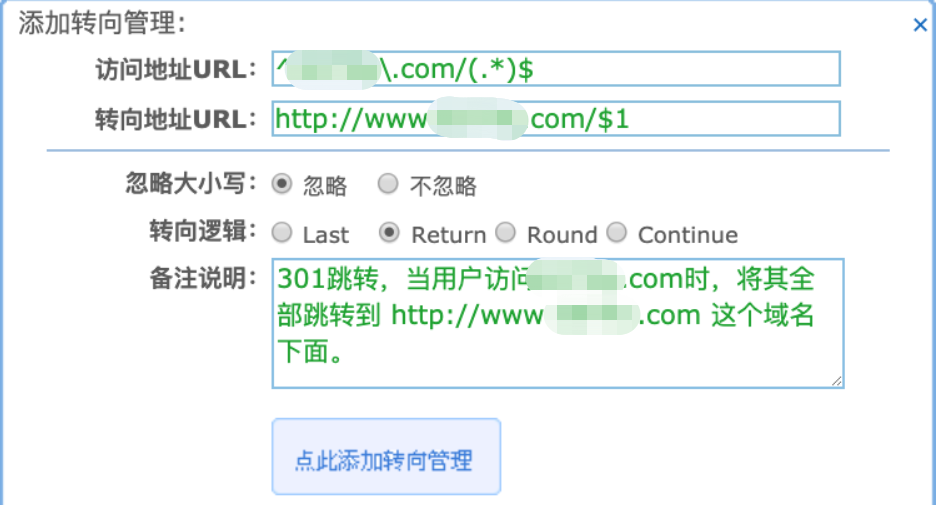 添加转向管理:
×
访问地址URL: ^ \.com/(.*)$
转向地址URL: http://www com/$1
忽略大小写: 忽略 不忽略
转向逻辑: Last Return Round Continue
备注说明: 301跳转，当用户访问 .com时，将其全
部跳转到 http://www .com 这个域名
下面。
点此添加转向管理